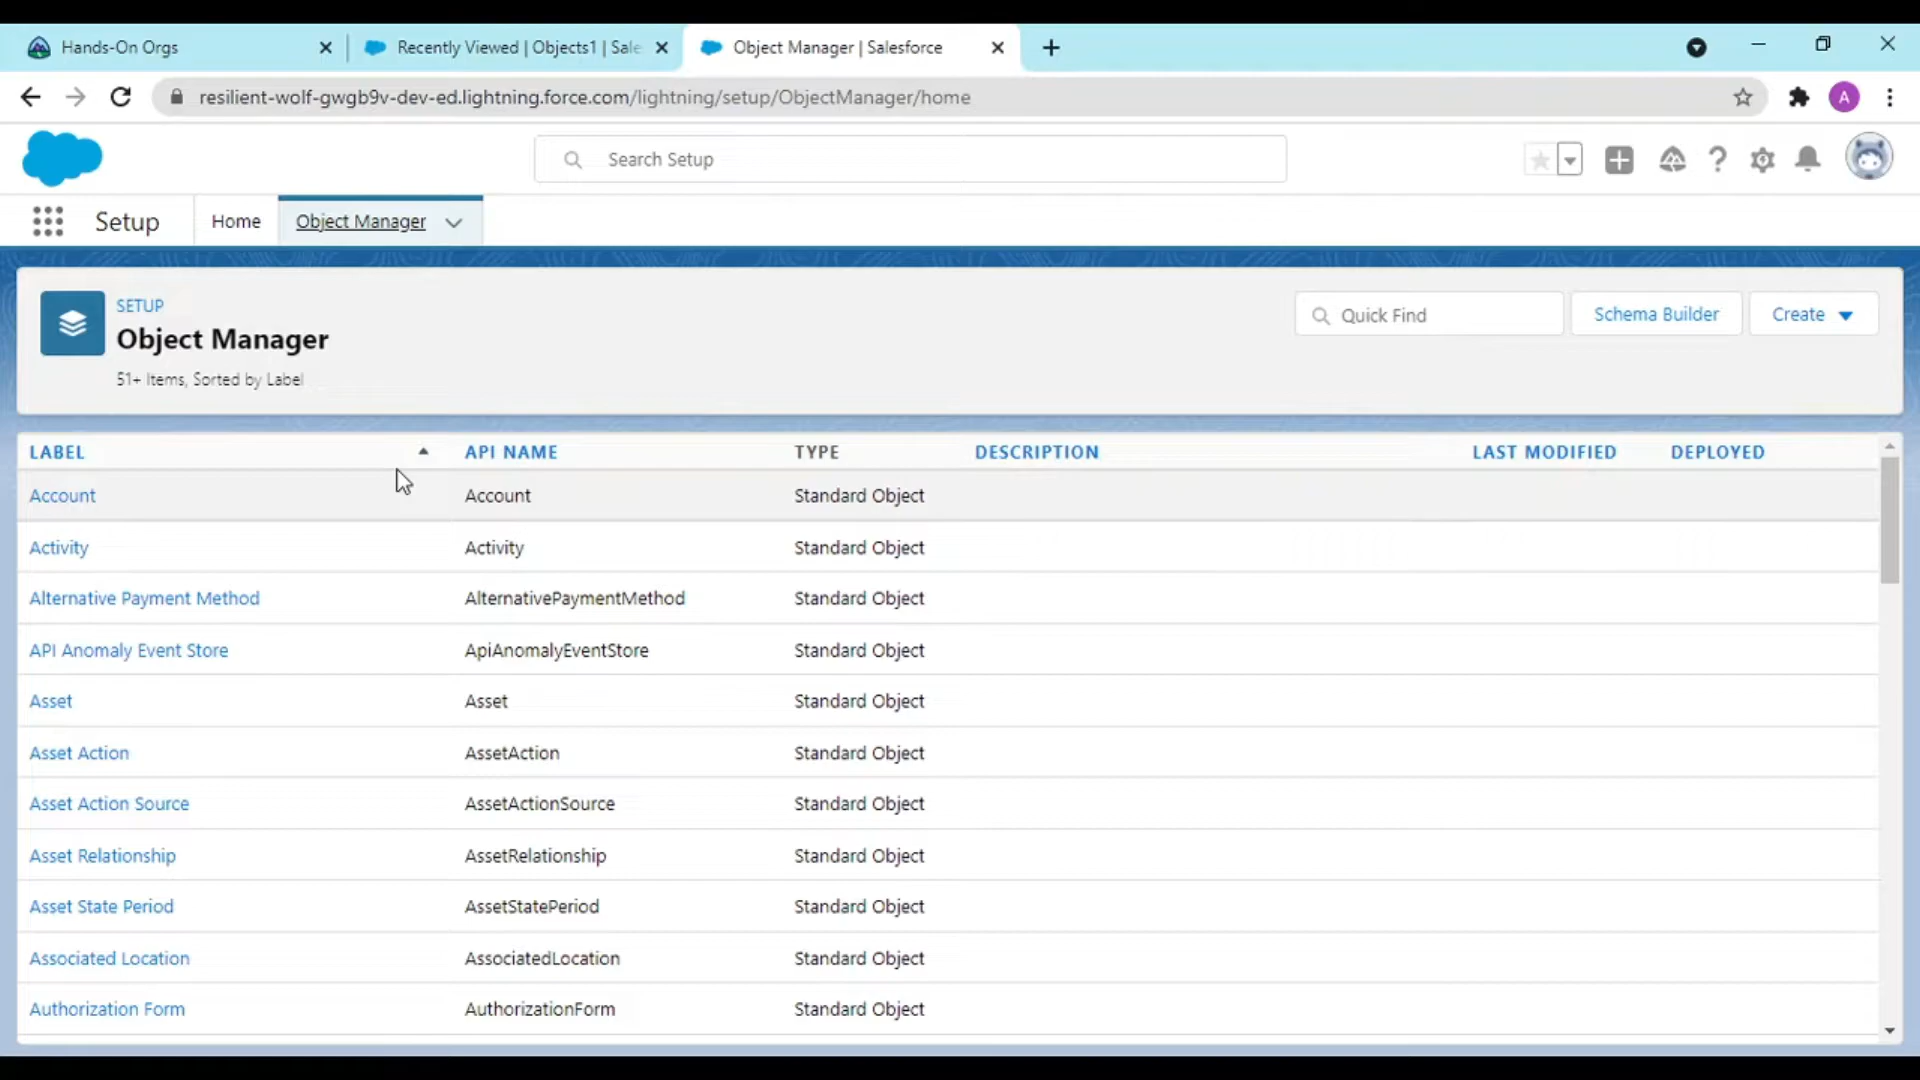 Hands-On Orgs
Recently Viewed | Objects1 | Sale
Object Manager | Salesforce
resilient-wolf-gwgb9v-dev-ed.lightning.force.com/lightning/setup/ObjectManager/home
A
Search Setup
Setup
Home
Object Manager
SETUP
Object Manager
51+ Items, Sorted by Label
Quick Find
Schema Builder
Create
LABEL API NAME TYPE DESCRIPTION LAST MODIFIED DEPLOYED
Account Account Standard Object
Activity Activity Standard Object
Alternative Payment Method AlternativePaymentMethod Standard Object
API Anomaly Event Store ApiAnomalyEventStore Standard Object
Asset Asset Standard Object
Asset Action AssetAction Standard Object
Asset Action Source AssetActionSource Standard Object
Asset Relationship AssetRelationship Standard Object
Asset State Period AssetStatePeriod Standard Object
Associated Location AssociatedLocation Standard Object
Authorization Form AuthorizationForm Standard Object